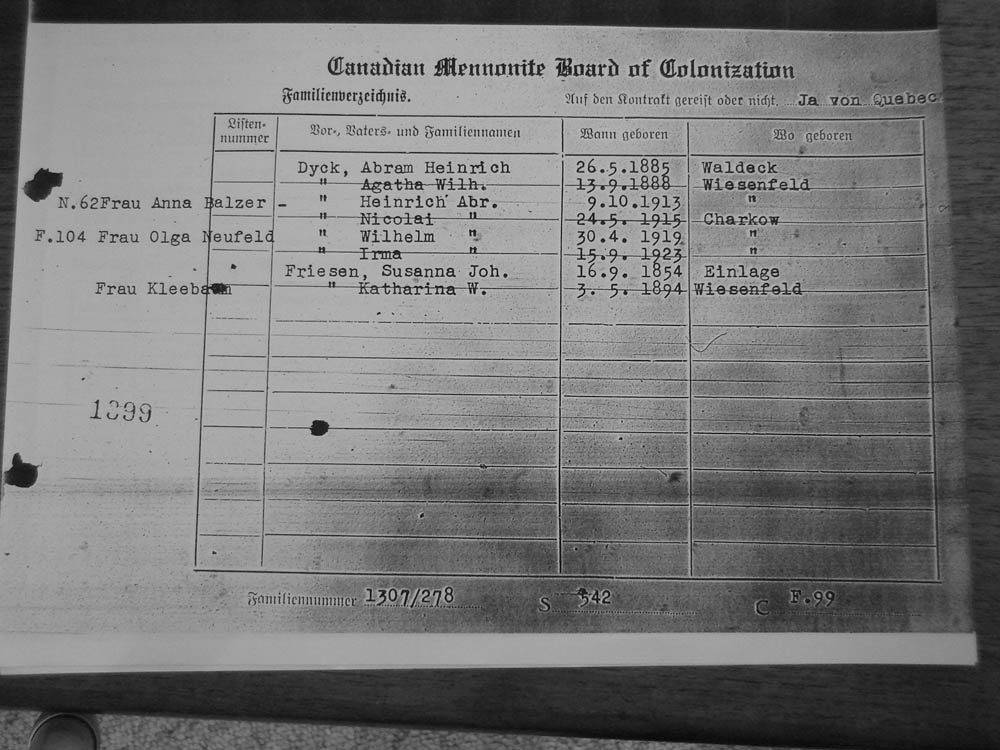 Canadian Mennonite Board of Colonization
Familienverzeichnis. Auf den Kontrakt gereist oder nicht. Ja von Quebec
Listen-nummer Vor-, Vaters- und Familiennamen Wann geboren Wo geboren
Dyck, Abram Heinrich 26.5.1885 Waldeck
" Agatha Wilh. 13.9.1888 Wiesenfeld
N.62 Frau Anna Balzer - " Heinrich Abr. 9.10.1913 "
" Nicolai " 24.5. 1915 Charkow
F.104 Frau Olga Neufeld " Wilhelm " 30.4. 1919 "
" Irma " 15.9. 1923 "
Friesen, Susanna Joh. 16.9. 1854 Einlage
Frau Kleebaum " Katharina W. 3. 5. 1894 Wiesenfeld
1899
Familiennummer 1307/278 S 542 C F.99